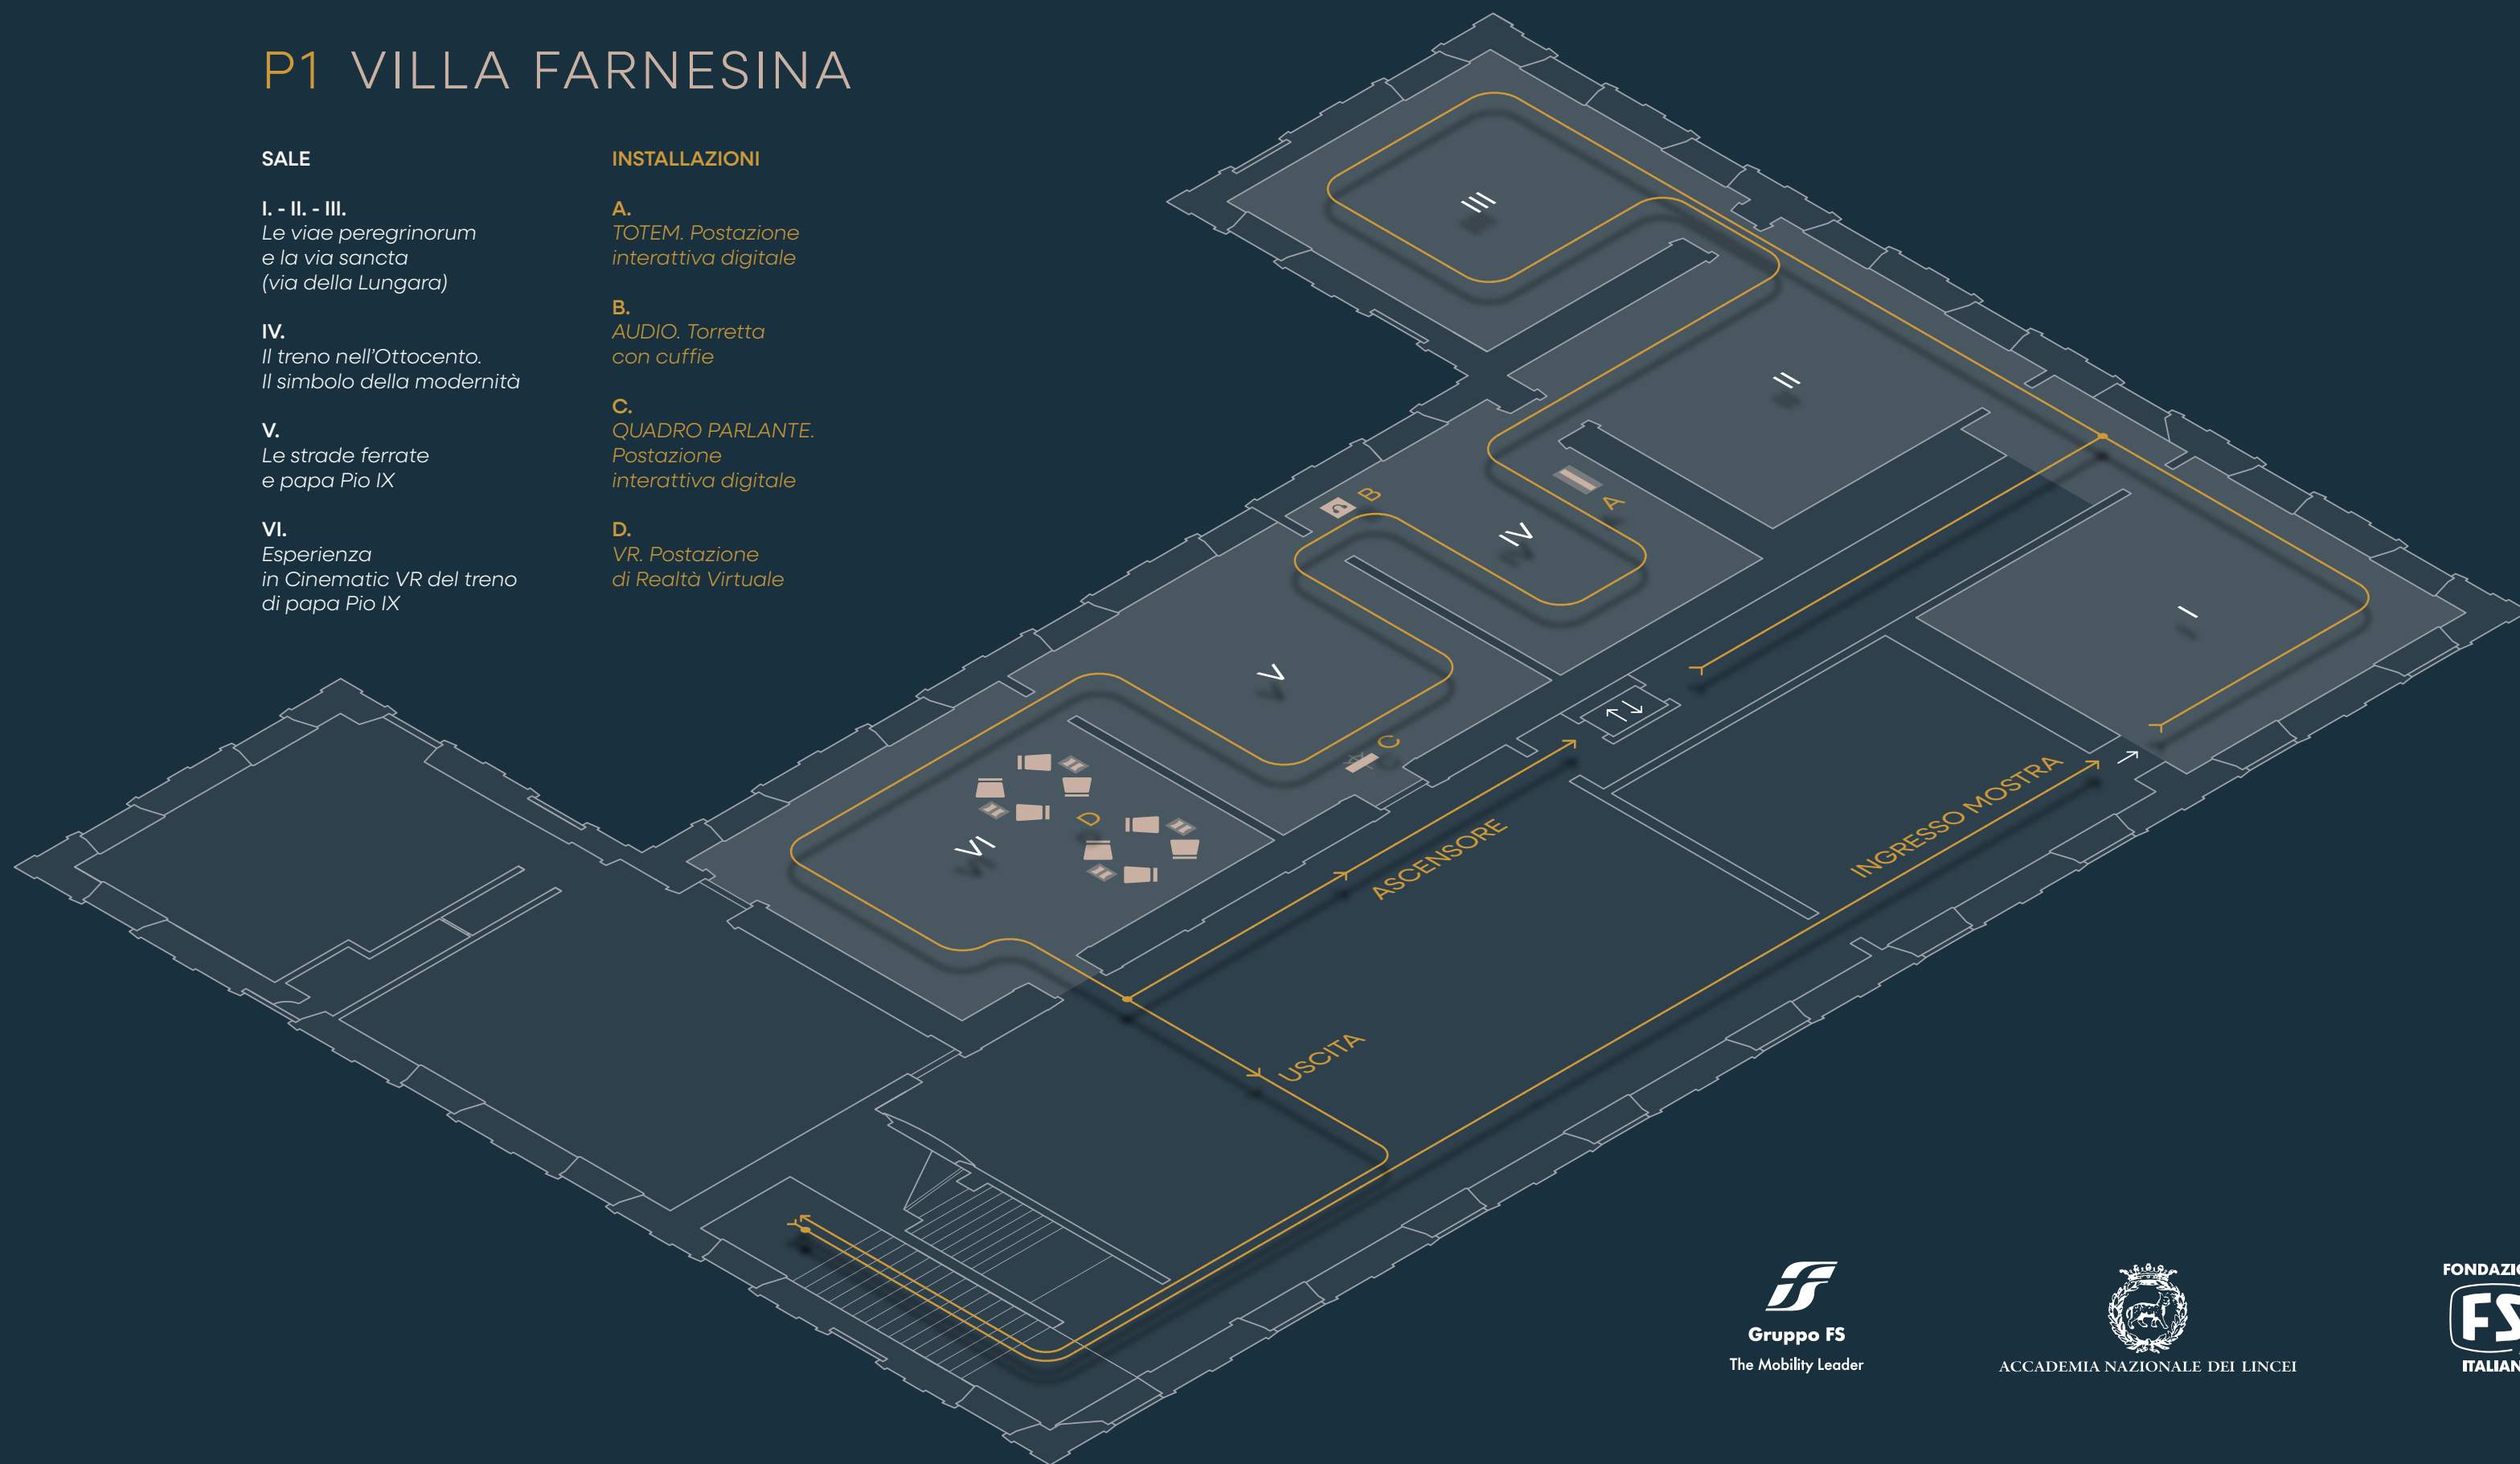 P1 VILLA FARNESINA
SALE
I. - II. - III.
Le viae peregrinorum
e la via sancta
(via della Lungara)
IV.
Il treno nell’Ottocento.
Il simbolo della modernità
V.
Le strade ferrate
e papa Pio IX
VI.
Esperienza
in Cinematic VR del treno
di papa Pio IX
INSTALLAZIONI
A.
TOTEM. Postazione
interattiva digitale
B.
AUDIO. Torretta
con cuffie
C.
QUADRO PARLANTE.
Postazione
interattiva digitale
D.
VR. Postazione
di Realtà Virtuale
III
II
B
A
IV
I
V
C
D
VI
INGRESSO MOSTRA
ASCENSORE
USCITA
Gruppo FS
The Mobility Leader
ACCADEMIA NAZIONALE DEI LINCEI
FS